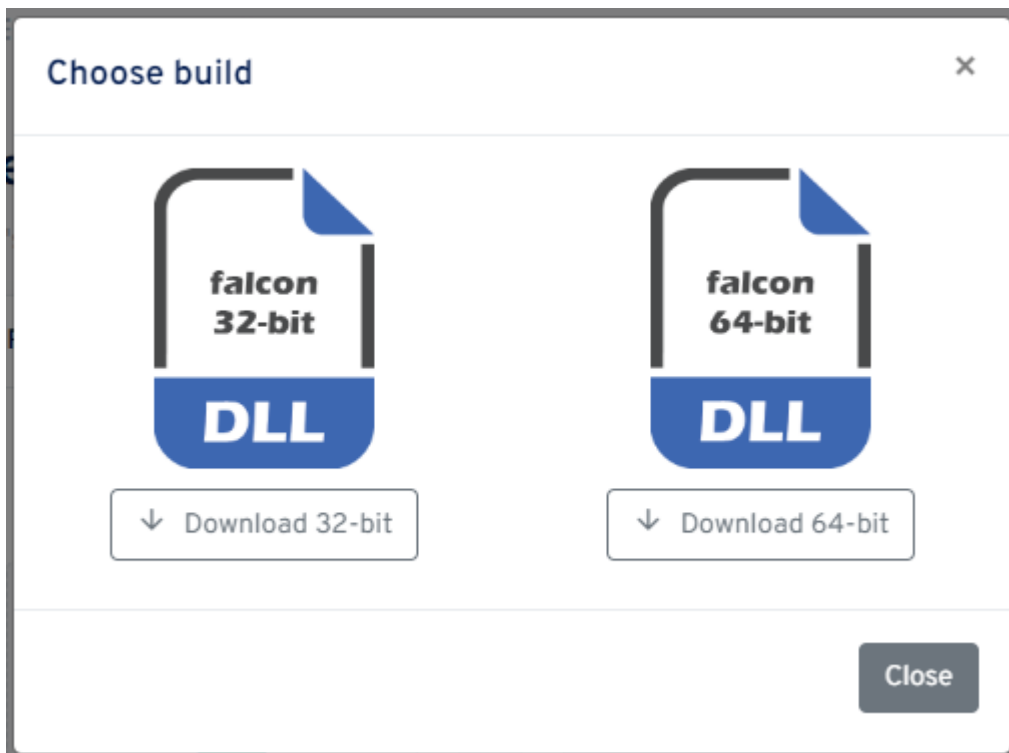 Choose build
×
falcon
32-bit
DLL
falcon
64-bit
DLL
↓ Download 32-bit
↓ Download 64-bit
Close